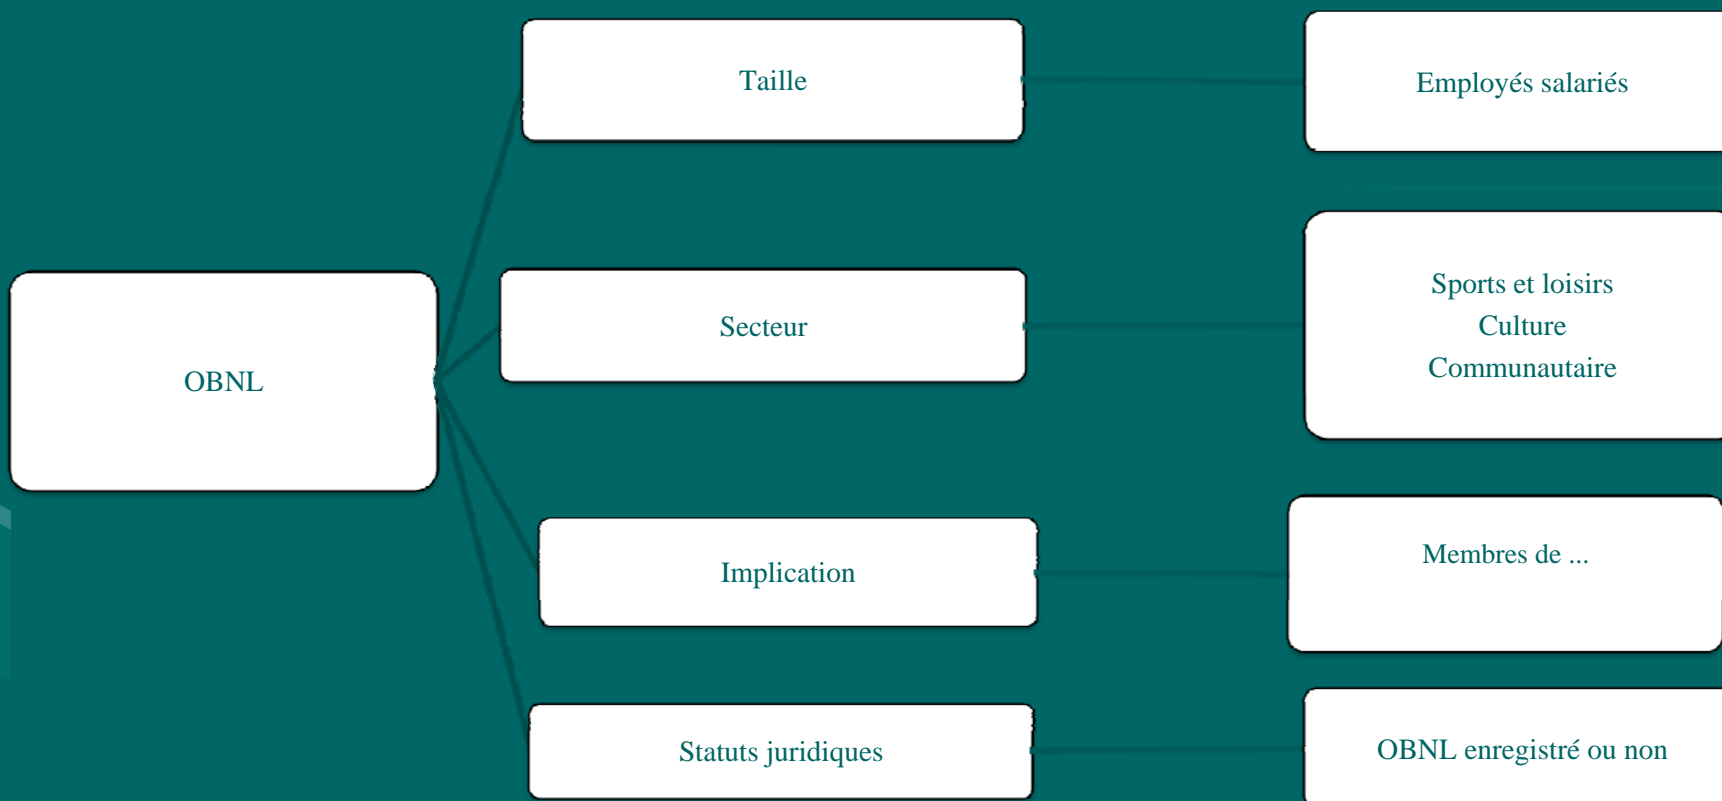 Taille
Employés salariés
OBNL
Secteur
Sports et loisirs
Culture
Communautaire
Implication
Membres de ...
Statuts juridiques
OBNL enregistré ou non